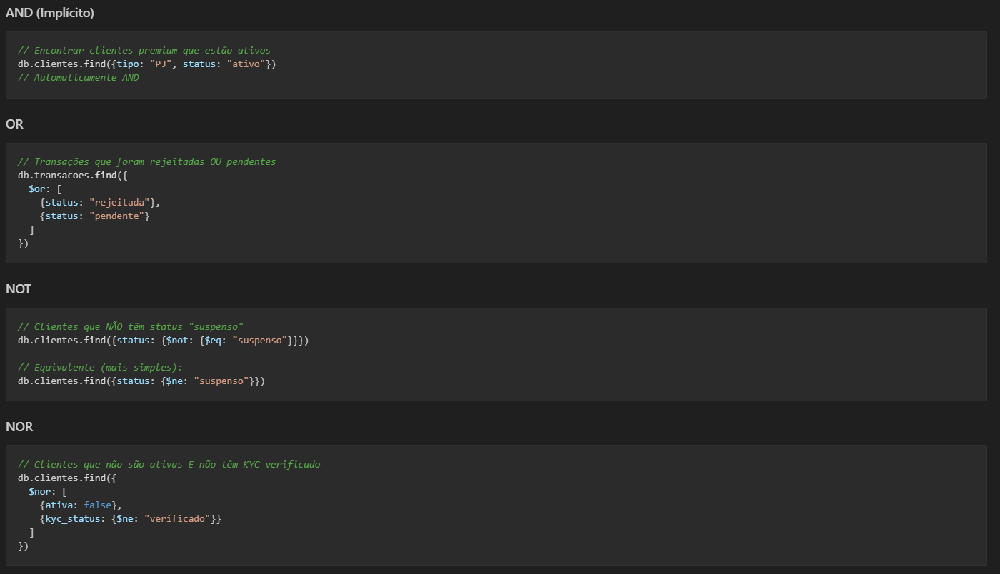 AND (Implícito)
// Encontrar clientes premium que estão ativos
db.clientes.find({tipo: "PJ", status: "ativo"})
// Automaticamente AND
OR
// Transações que foram rejeitadas OU pendentes
db.transacoes.find({
  $or: [
    {status: "rejeitada"},
    {status: "pendente"}
  ]
})
NOT
// Clientes que NÃO têm status "suspenso"
db.clientes.find({status: {$not: {$eq: "suspenso"}}})
// Equivalente (mais simples):
db.clientes.find({status: {$ne: "suspenso"}})
NOR
// Clientes que não são ativas E não têm KYC verificado
db.clientes.find({
  $nor: [
    {ativa: false},
    {kyc_status: {$ne: "verificado"}}
  ]
})